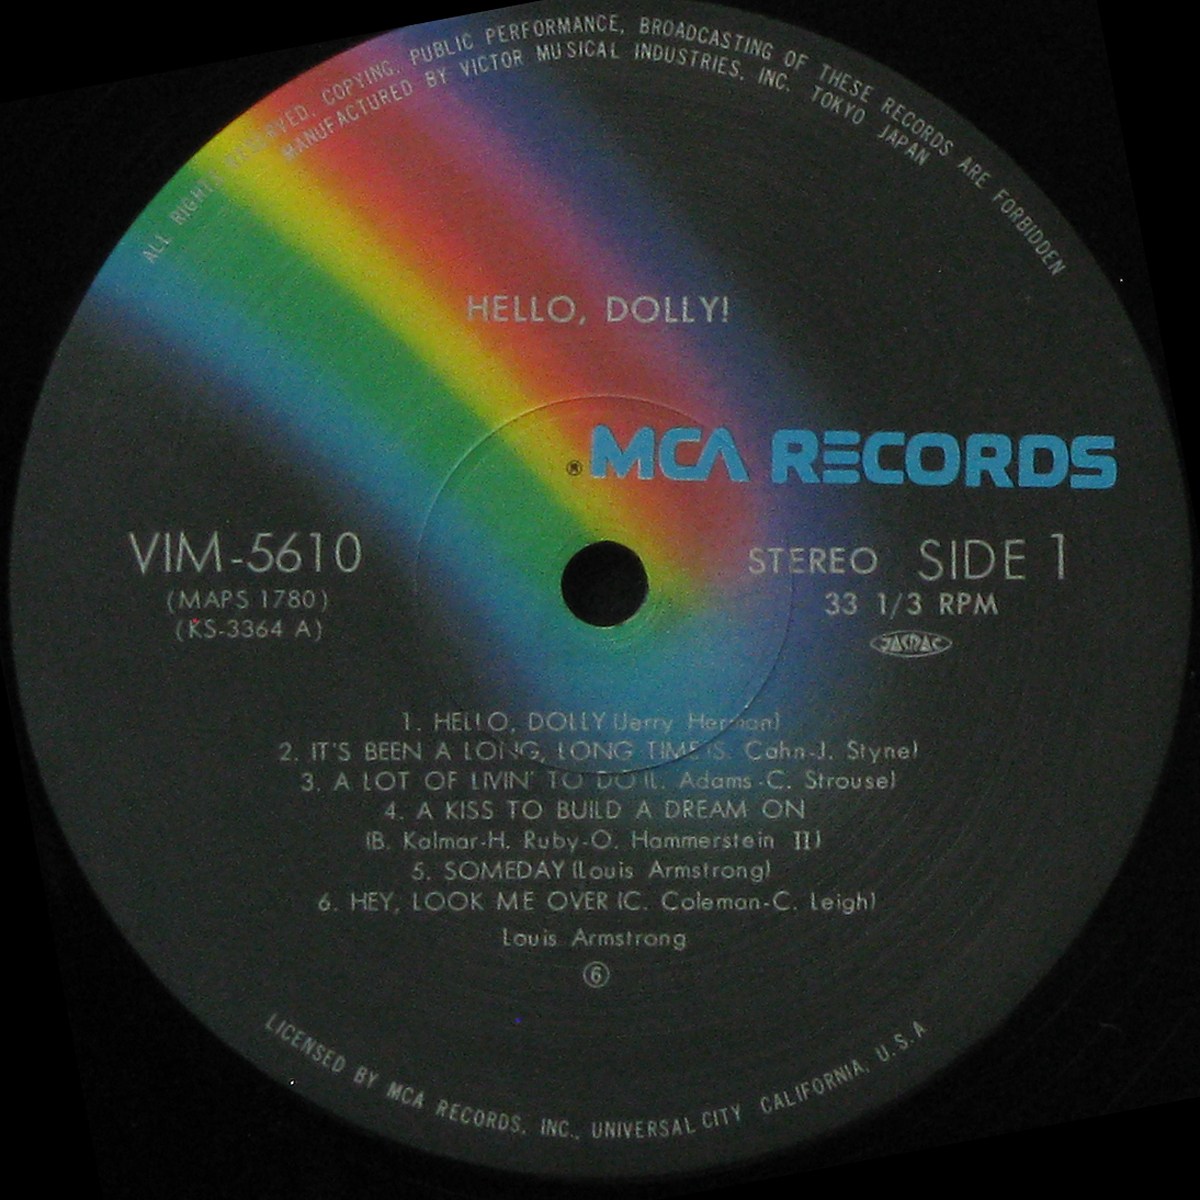 ALL RIGHTS RESERVED. COPYING, PUBLIC PERFORMANCE, BROADCASTING OF THESE RECORDS ARE FORBIDDEN
MANUFACTURED BY VICTOR MUSICAL INDUSTRIES, INC. TOKYO JAPAN
HELLO, DOLLY!
® MCA RECORDS
VIM-5610
(MAPS 1780)
(KS-3364 A)
STEREO SIDE 1
33 1/3 RPM
JASRAC
1. HELLO, DOLLY (Jerry Herman)
2. IT'S BEEN A LONG, LONG TIME (S. Cahn-J. Styne)
3. A LOT OF LIVIN' TO DO (L. Adams-C. Strouse)
4. A KISS TO BUILD A DREAM ON
(B. Kalmar-H. Ruby-O. Hammerstein II)
5. SOMEDAY (Louis Armstrong)
6. HEY, LOOK ME OVER (C. Coleman-C. Leigh)
Louis Armstrong
⑥
LICENSED BY MCA RECORDS, INC., UNIVERSAL CITY CALIFORNIA, U.S.A